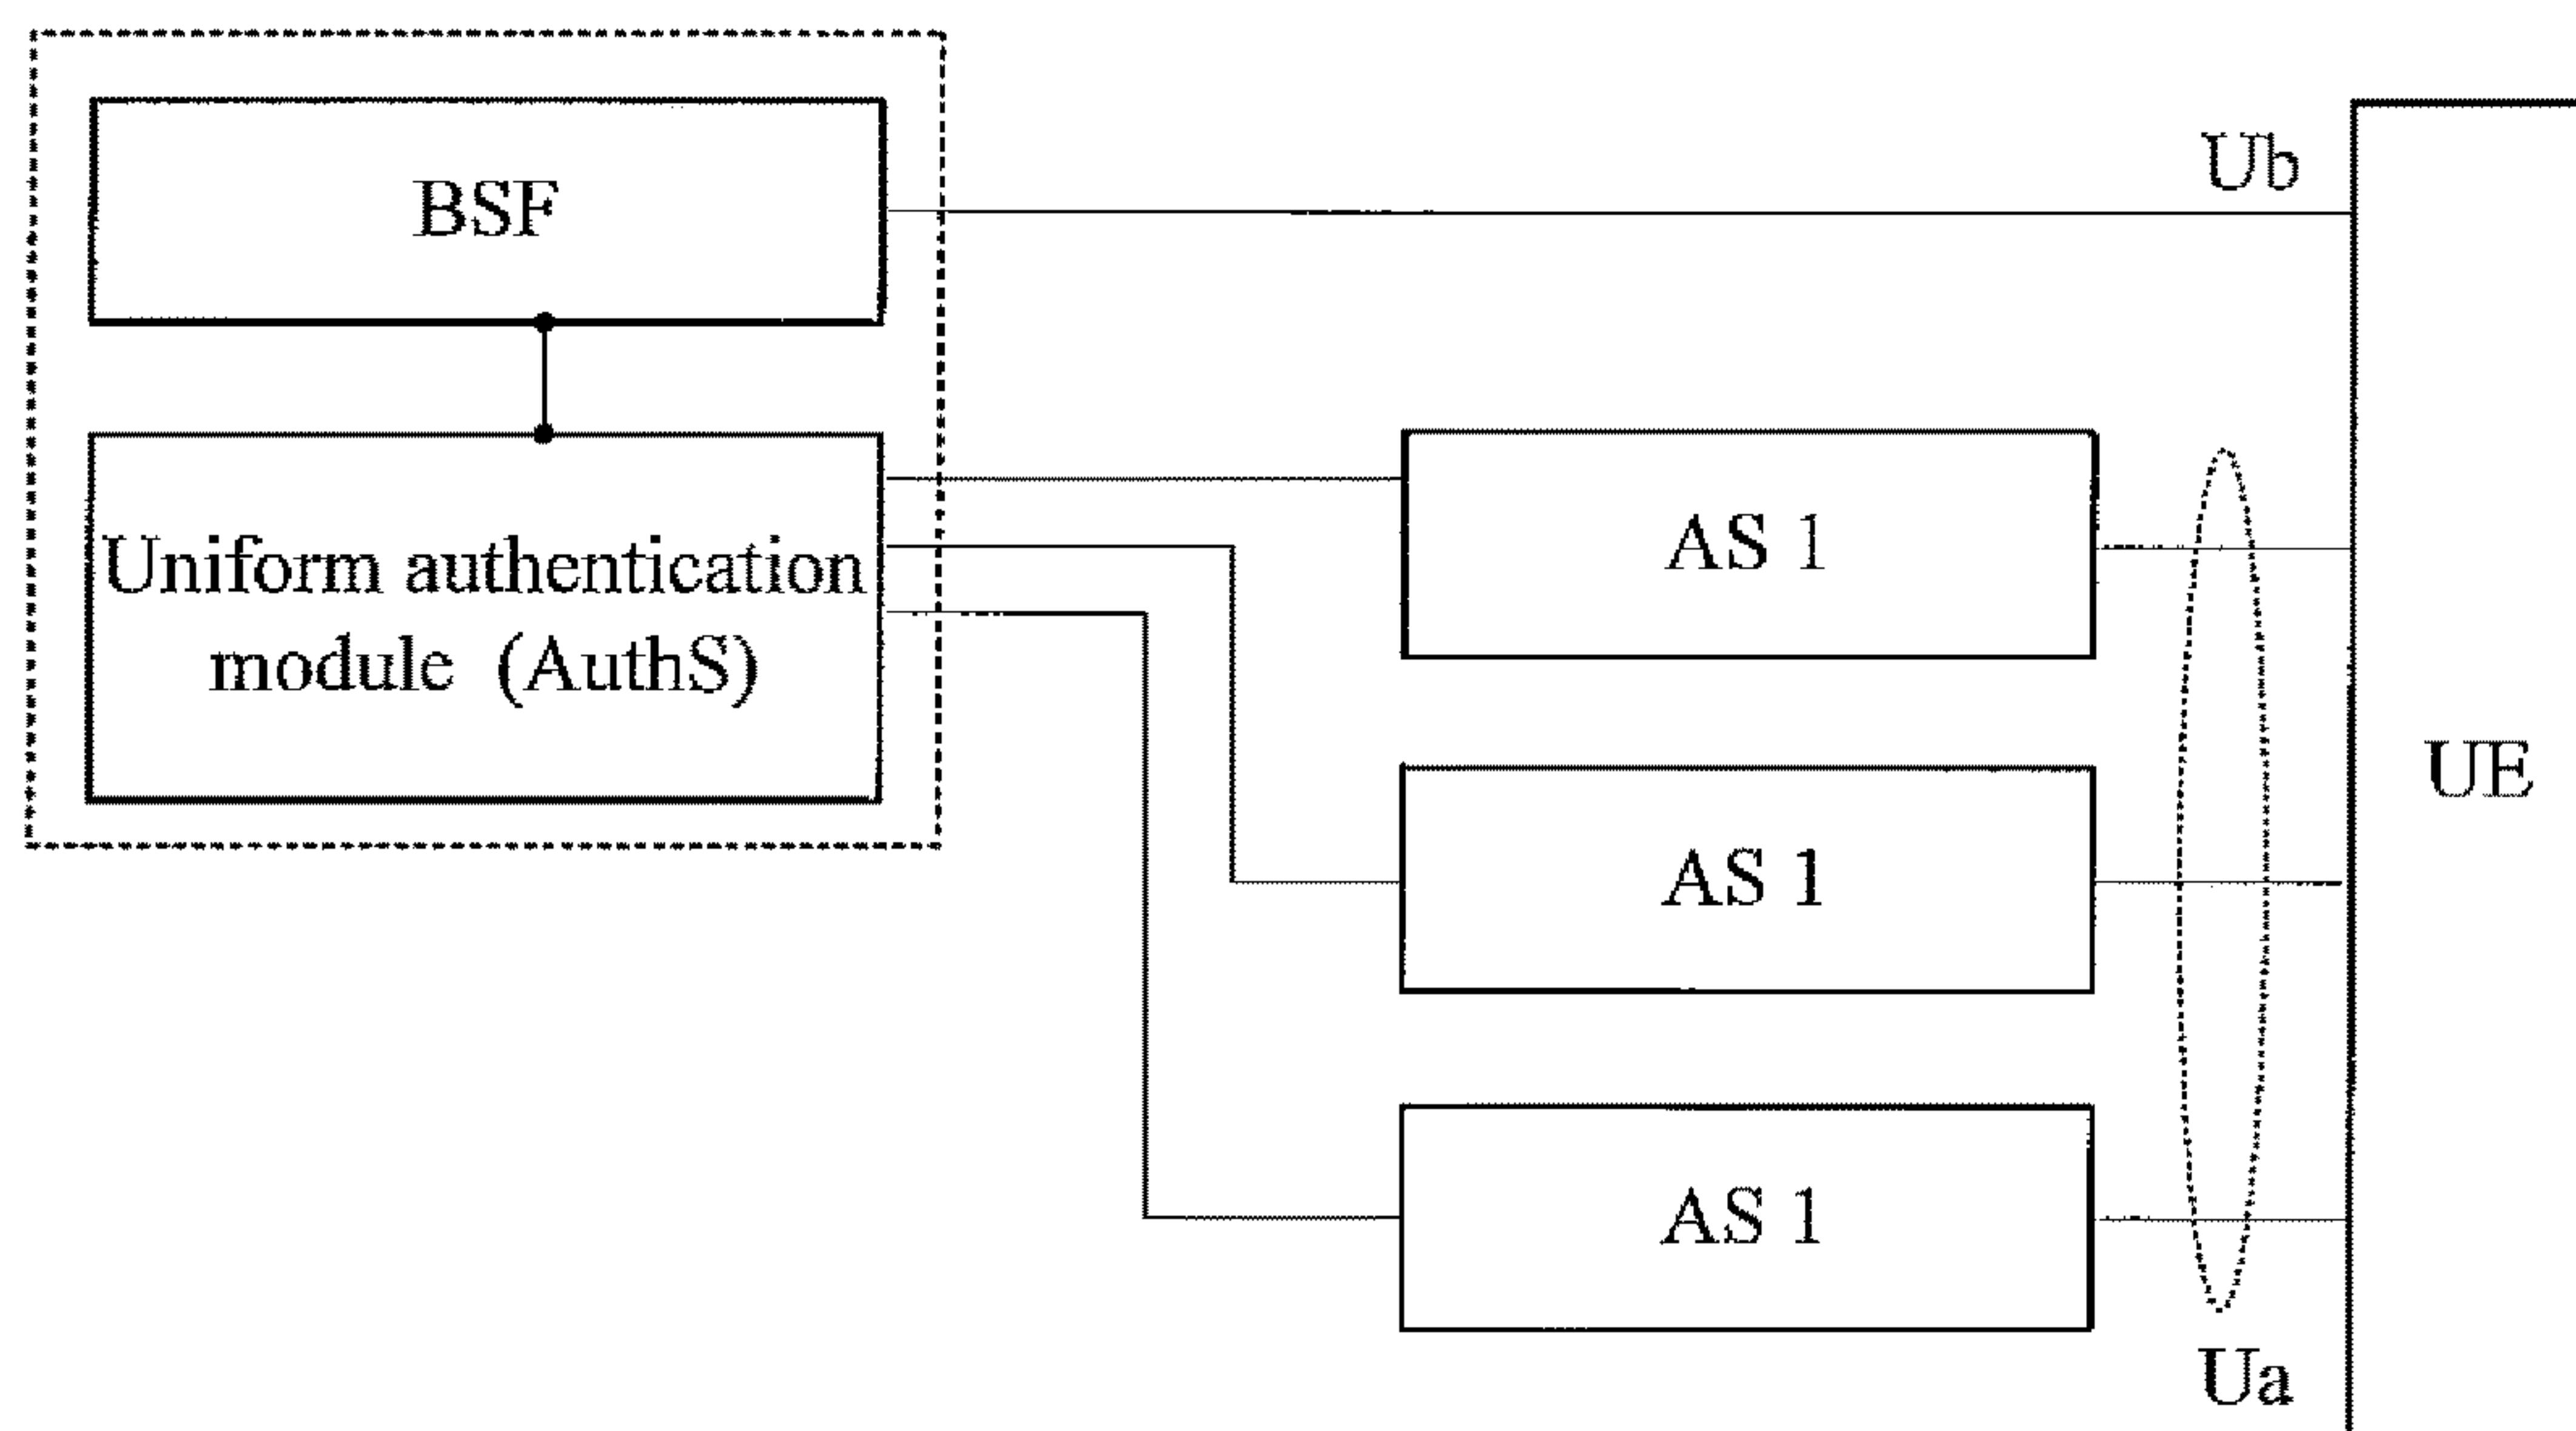 Ub
BSF
Uniform authentication
module (AuthS)
AS 1
AS 1
AS 1
UE
Ua